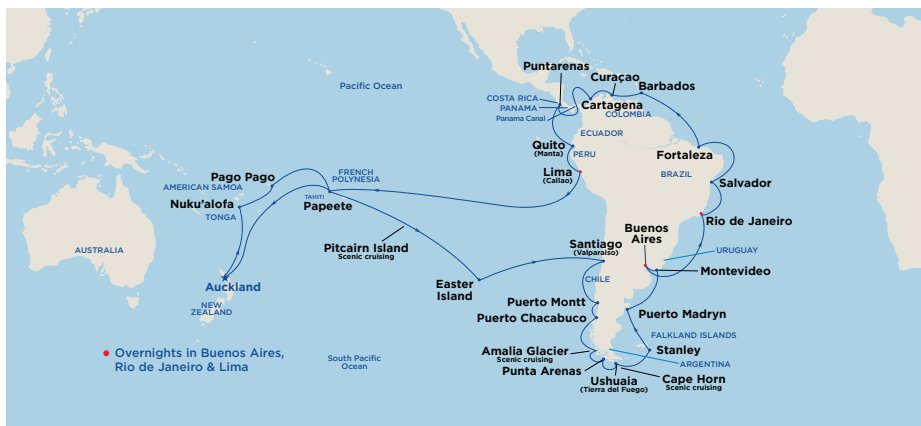 Puntarenas
Curaçao
Barbados
Pacific Ocean
COSTA RICA
PANAMA
Panama Canal
Cartagena
COLOMBIA
ECUADOR
Quito
(Manta)
PERU
Fortaleza
Lima
(Callao)
BRAZIL
Salvador
Pago Pago
AMERICAN SAMOA
FRENCH
POLYNESIA
TAHITI
Papeete
Nuku'alofa
TONGA
Rio de Janeiro
Buenos
Aires
URUGUAY
Montevideo
Pitcairn Island
Scenic cruising
Santiago
(Valparaiso)
AUSTRALIA
Auckland
NEW
ZEALAND
Easter
Island
CHILE
Puerto Montt
Puerto Chacabuco
Puerto Madryn
FALKLAND ISLANDS
Stanley
ARGENTINA
Amalia Glacier
Scenic cruising
Punta Arenas
Ushuaia
(Tierra del Fuego)
Cape Horn
Scenic cruising
South Pacific
Ocean
Overnights in Buenos Aires,
Rio de Janeiro & Lima